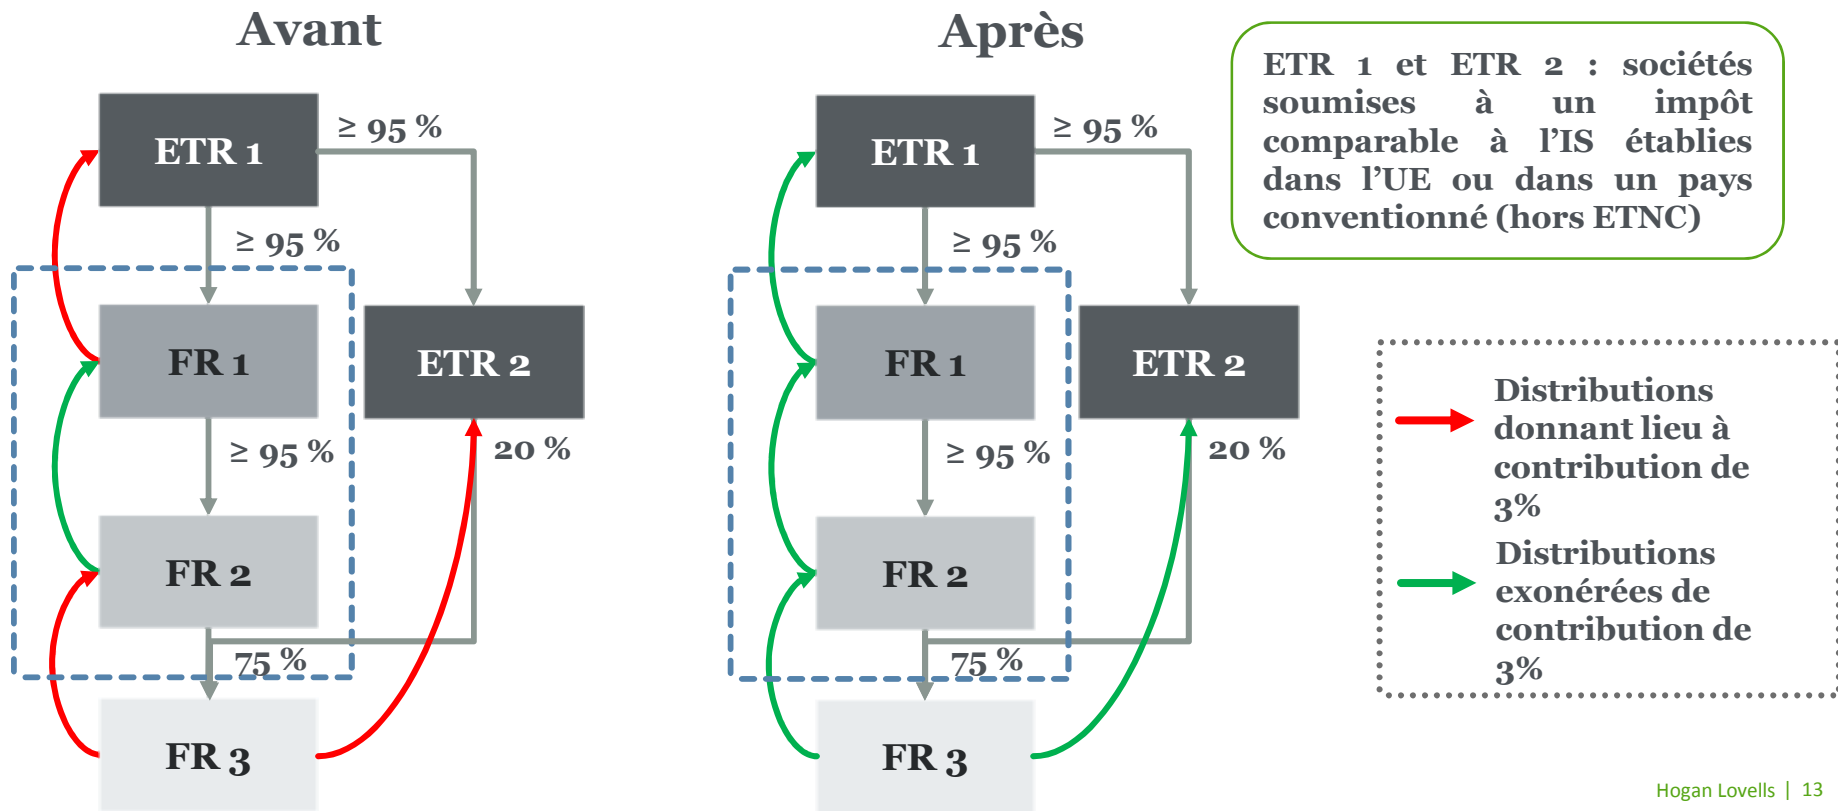 Avant
ETR 1
≥ 95 %
≥ 95 %
FR 1
ETR 2
≥ 95 %
20 %
FR 2
75 %
FR 3
Après
ETR 1
≥ 95 %
≥ 95 %
FR 1
ETR 2
≥ 95 %
20 %
FR 2
75 %
FR 3
ETR 1 et ETR 2 : sociétés
soumises à un impôt
comparable à l’IS établies
dans l’UE ou dans un pays
conventionné (hors ETNC)
Distributions
donnant lieu à
contribution de
3%
Distributions
exonérées de
contribution de
3%
Hogan Lovells | 13